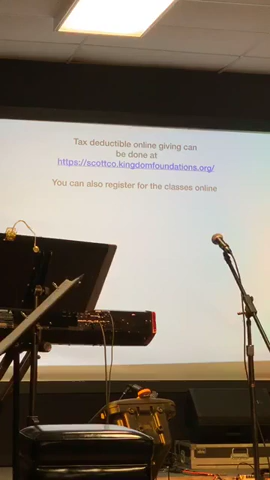 Tax deductible online giving can
be done at
https://scottco.kingdomfoundations.org/
You can also register for the classes online